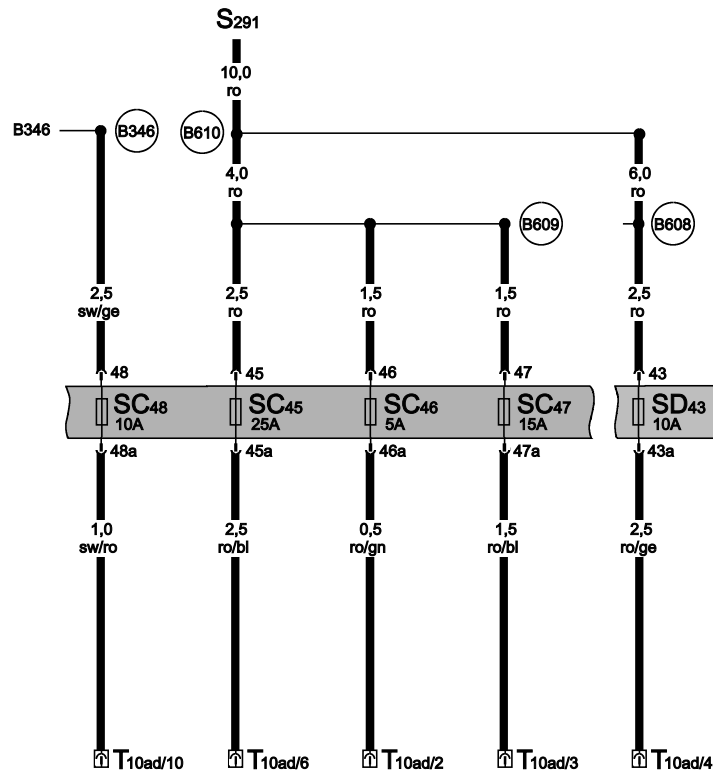 S291
10,0
ro
B346 B346 B610
4,0
ro
6,0
ro
B609 B608
2,5
sw/ge
2,5
ro
1,5
ro
1,5
ro
2,5
ro
48 45 46 47 43
SC48
10A
SC45
25A
SC46
5A
SC47
15A
SD43
10A
48a 45a 46a 47a 43a
1,0
sw/ro
2,5
ro/bl
0,5
ro/gn
1,5
ro/bl
2,5
ro/ge
T10ad/10 T10ad/6 T10ad/2 T10ad/3 T10ad/4